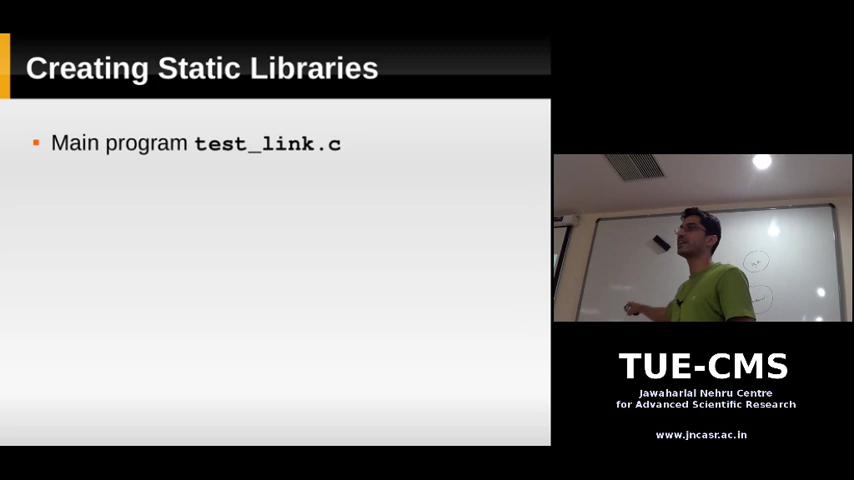 Creating Static Libraries
Main program test_link.c
TUE-CMS
Jawaharlal Nehru Centre
for Advanced Scientific Research
www.jncasr.ac.in